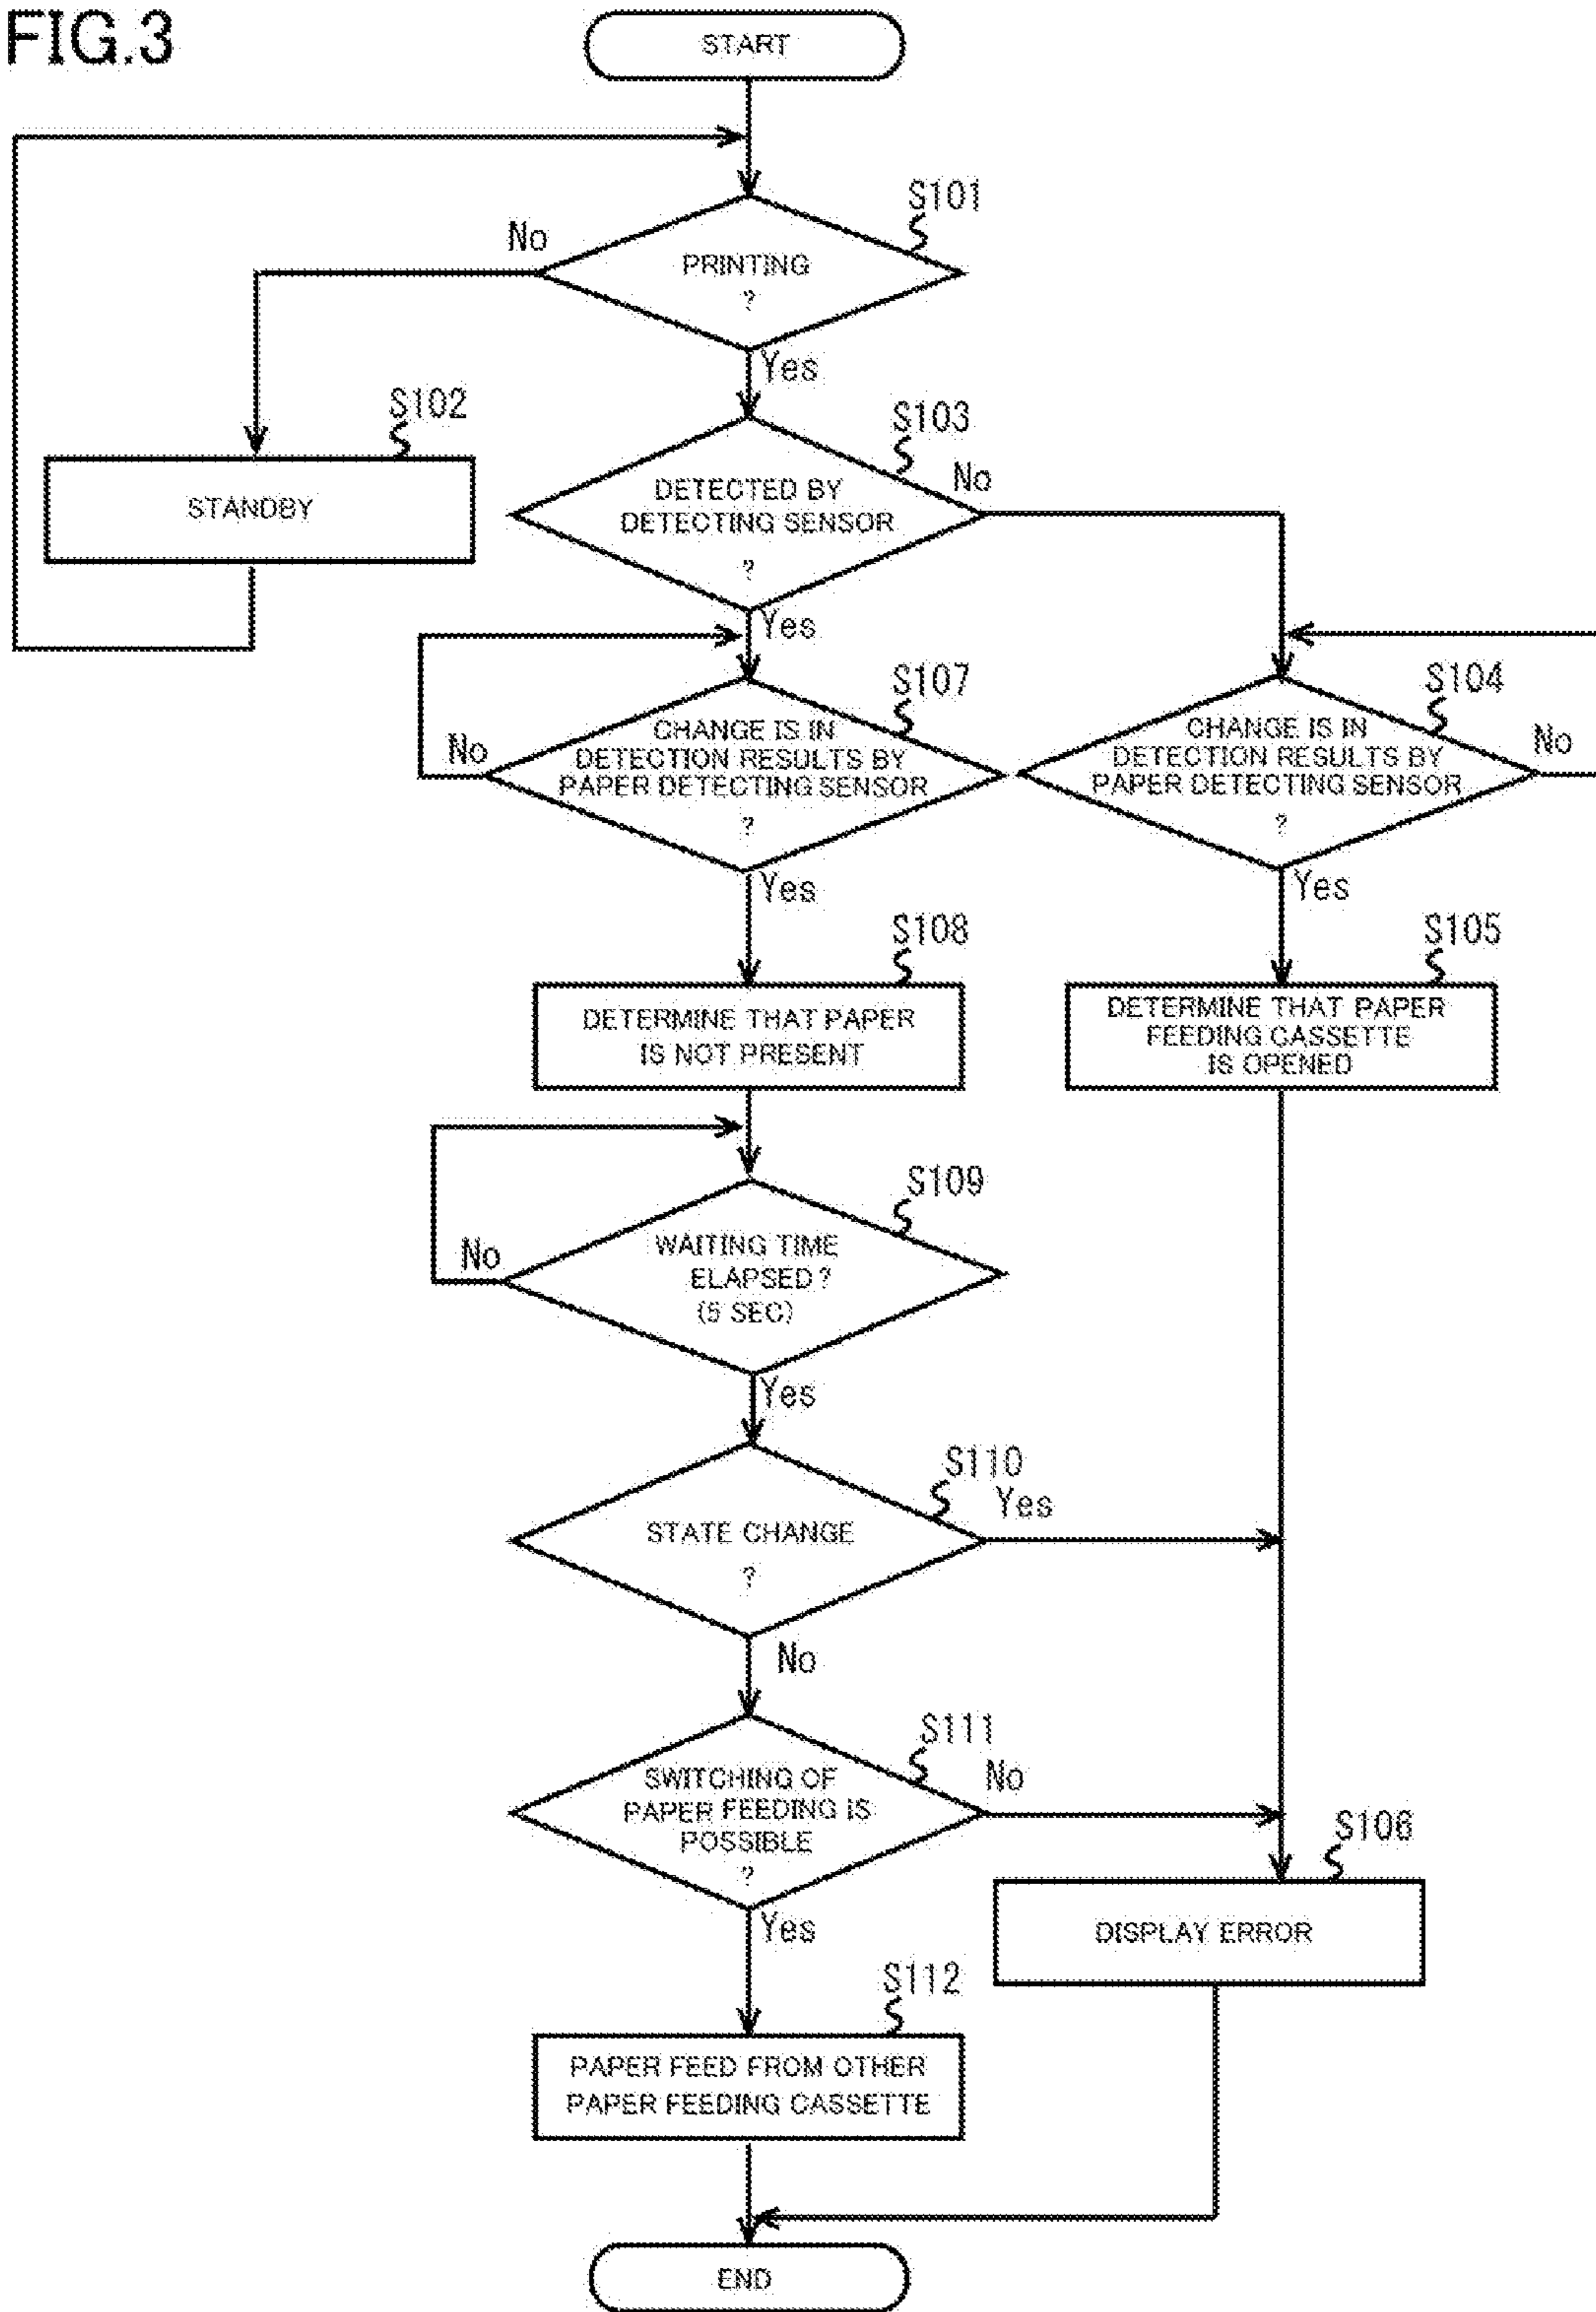 FIG.3
START
S101
No
PRINTING
?
Yes
S102
STANDBY
S103
No
DETECTED BY
DETECTING SENSOR
?
Yes
S107
No
CHANGE IS IN
DETECTION RESULTS BY
PAPER DETECTING SENSOR
?
Yes
S104
No
CHANGE IS IN
DETECTION RESULTS BY
PAPER DETECTING SENSOR
?
Yes
S108
DETERMINE THAT PAPER
IS NOT PRESENT
S105
DETERMINE THAT PAPER
FEEDING CASSETTE
IS OPENED
S109
No
WAITING TIME
ELAPSED?
(5 SEC)
Yes
S110
Yes
STATE CHANGE
?
No
S111
No
SWITCHING OF
PAPER FEEDING IS
POSSIBLE
?
Yes
S106
DISPLAY ERROR
S112
PAPER FEED FROM OTHER
PAPER FEEDING CASSETTE
END